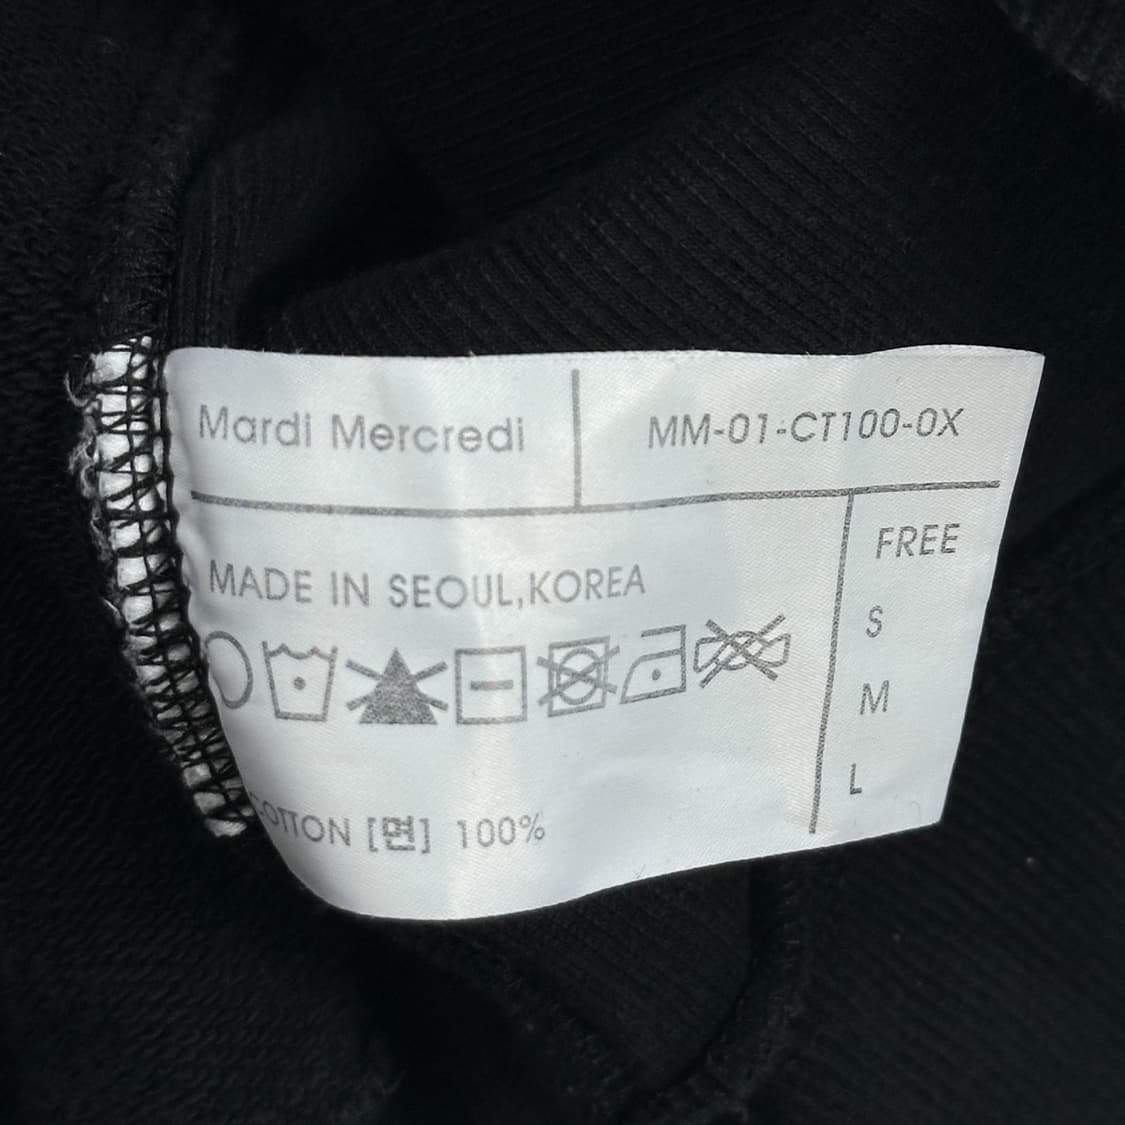 Mardi Mercredi
MM-01-CT100-0X
MADE IN SEOUL,KOREA
COTTON [면] 100%
FREE
S
M
L